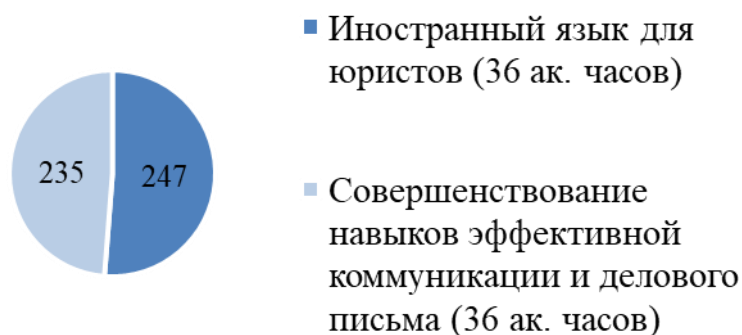 Иностранный язык для
юристов (36 ак. часов)
235
247
Совершенствование
навыков эффективной
коммуникации и делового
письма (36 ак. часов)